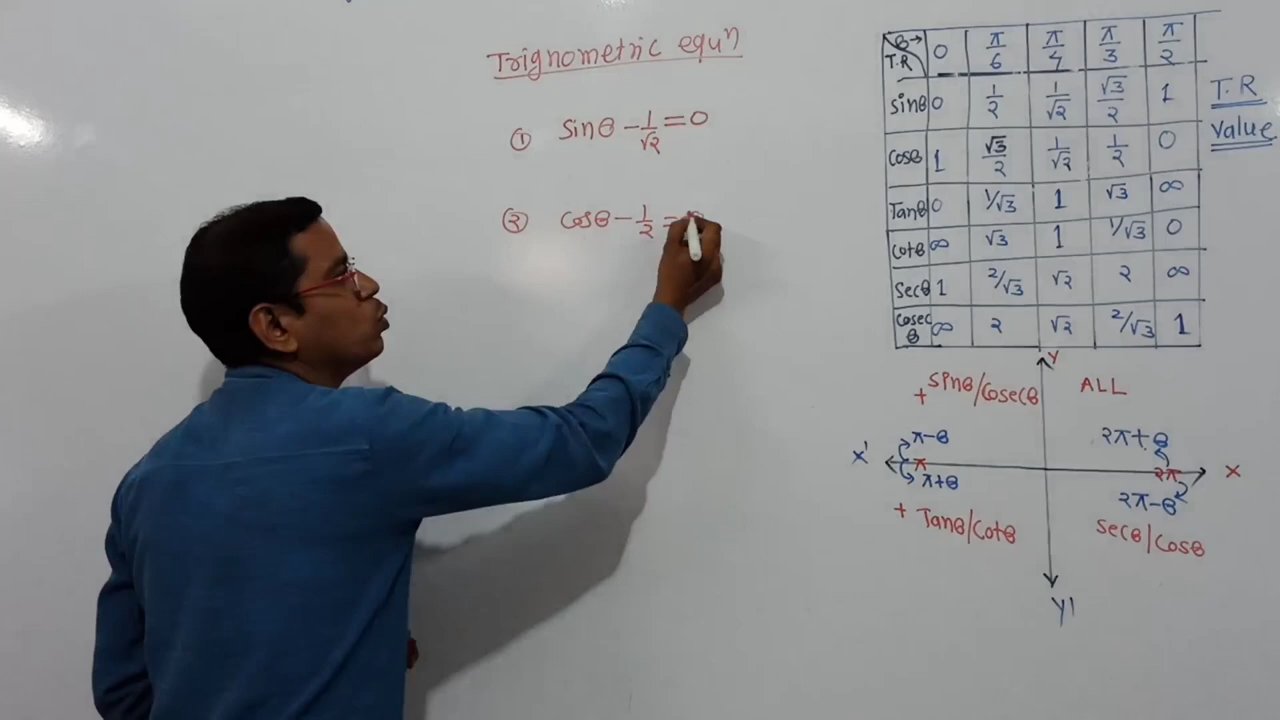 Trignometric equⁿ
① sinθ - 1/√2 = 0
② cosθ - 1/2 =
θ→ T.R 0 π/6 π/4 π/3 π/2
sinθ 0 1/2 1/√2 √3/2 1
cosθ 1 √3/2 1/√2 1/2 0
Tanθ 0 1/√3 1 √3 ∞
cotθ ∞ √3 1 1/√3 0
secθ 1 2/√3 √2 2 ∞
cosec θ ∞ 2 √2 2/√3 1
T.R
value
Y
+ sinθ/cosecθ ALL
π-θ 2π+θ
X' π 2π X
π+θ 2π-θ
+ Tanθ/cotθ secθ/cosθ
Y'